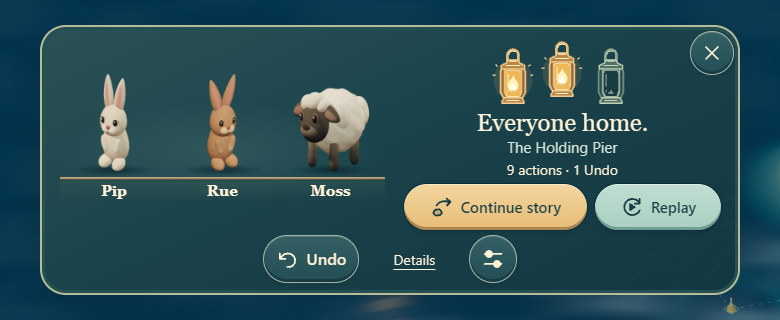 Pip
Rue
Moss
Everyone home.
The Holding Pier
9 actions · 1 Undo
Continue story
Replay
Undo
Details